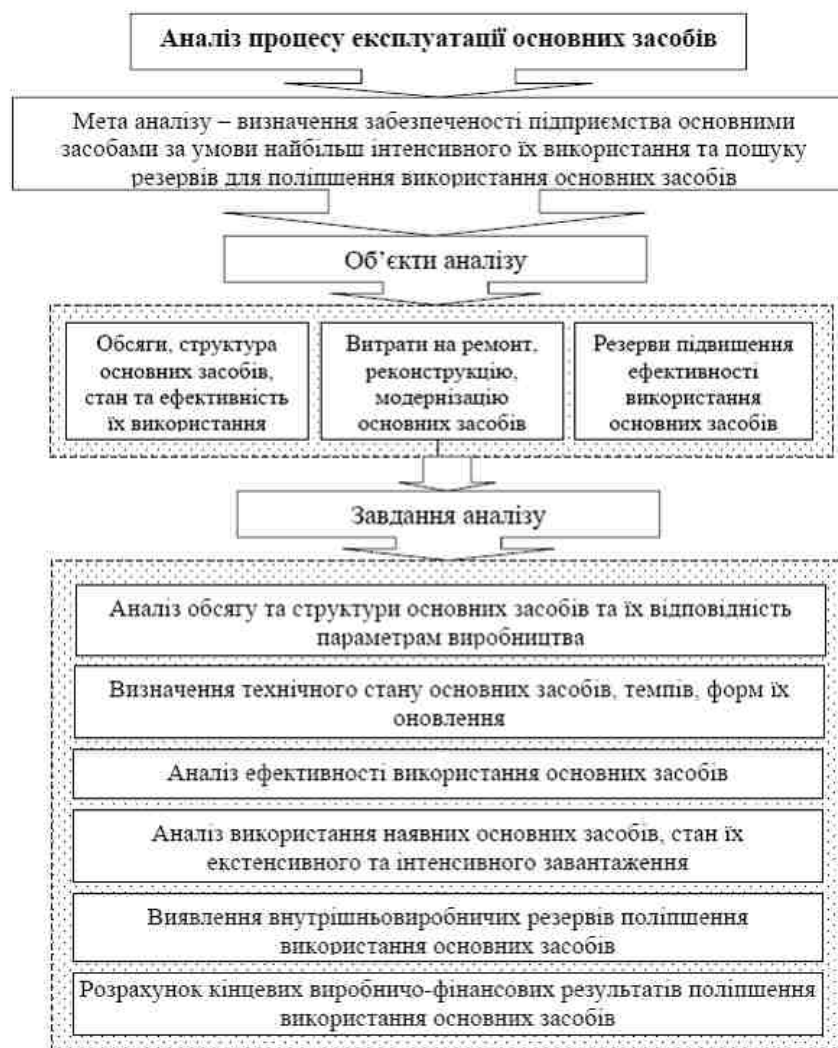 Аналіз процесу експлуатації основних засобів
Мета аналізу – визначення забезпеченості підприємства основними
засобами за умови найбільш інтенсивного їх використання та пошуку
резервів для поліпшення використання основних засобів
Об’єкти аналізу
Обсяги, структура
основних засобів,
стан та ефективність
їх використання
Витрати на ремонт,
реконструкцію,
модернізацію
основних засобів
Резерви підвищення
ефективності
використання
основних засобів
Завдання аналізу
Аналіз обсягу та структури основних засобів та їх відповідність
параметрам виробництва
Визначення технічного стану основних засобів, темпів, форм їх
оновлення
Аналіз ефективності використання основних засобів
Аналіз використання наявних основних засобів, стан їх
екстенсивного та інтенсивного завантаження
Виявлення внутрішньовиробничих резервів поліпшення
використання основних засобів
Розрахунок кінцевих виробничо-фінансових результатів поліпшення
використання основних засобів